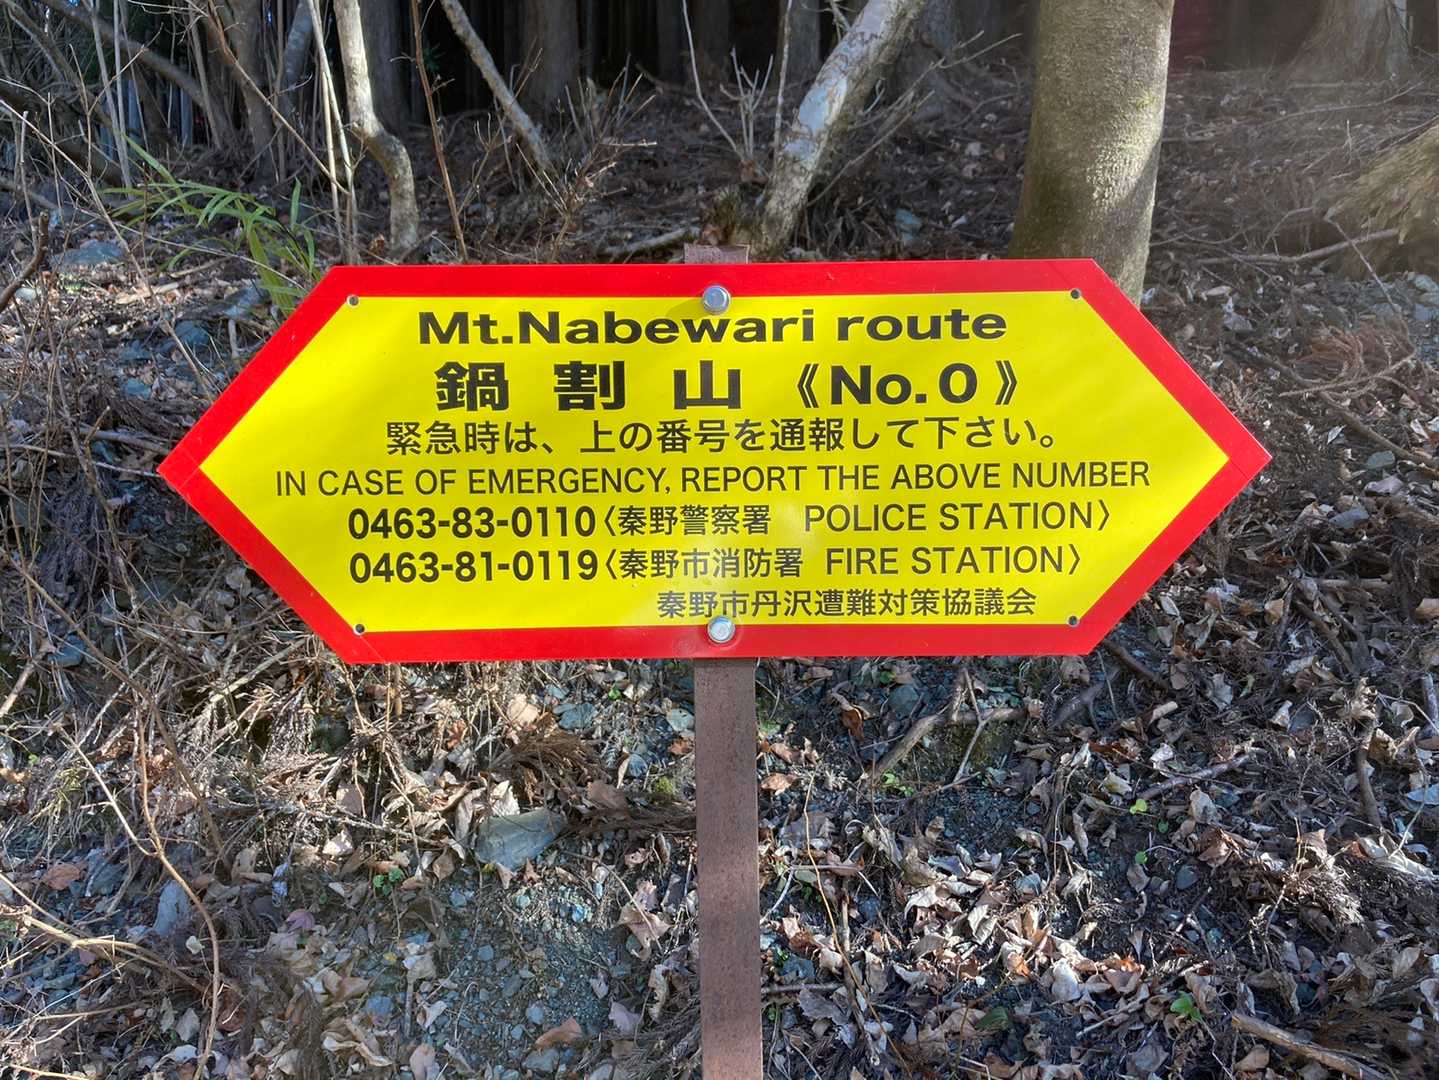 Mt.Nabewari route
鍋割山《No.0》
緊急時は、上の番号を通報して下さい。
IN CASE OF EMERGENCY, REPORT THE ABOVE NUMBER
0463-83-0110〈秦野警察署 POLICE STATION〉
0463-81-0119〈秦野市消防署 FIRE STATION〉
秦野市丹沢遭難対策協議会